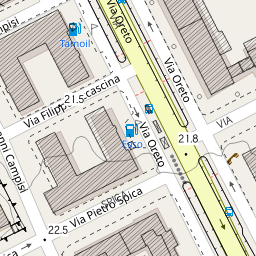 Via Oreto
Tamoil
Via Oreto
21.5
Via Filippo
cascina
Esso
Via Oreto
21.8
VIA
Campisi
Via Pietro Spica
SPICA
22.5